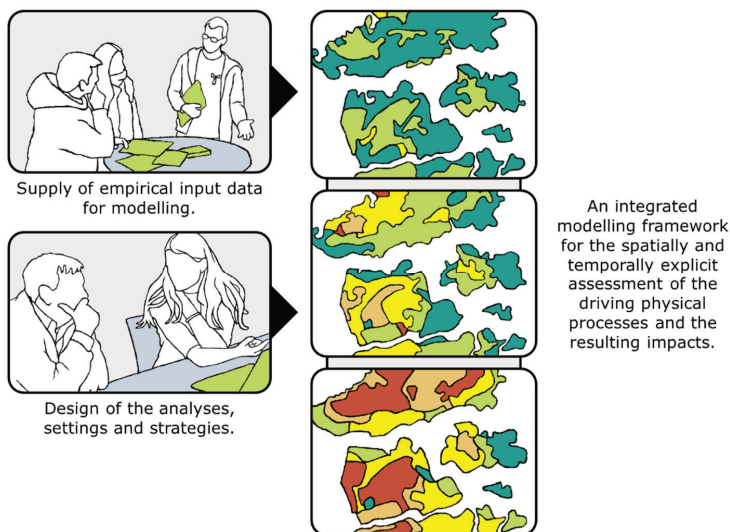 Supply of empirical input data
for modelling.
Design of the analyses,
settings and strategies.
An integrated
modelling framework
for the spatially and
temporally explicit
assessment of the
driving physical
processes and the
resulting impacts.